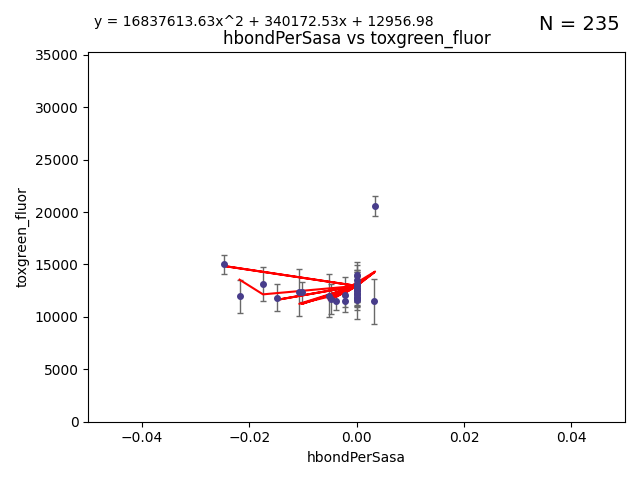 y = 16837613.63x^2 + 340172.53x + 12956.98
N = 235
hbondPerSasa vs toxgreen_fluor
35000
30000
25000
20000
15000
10000
5000
0
toxgreen_fluor
−0.04
−0.02
0.00
0.02
0.04
hbondPerSasa